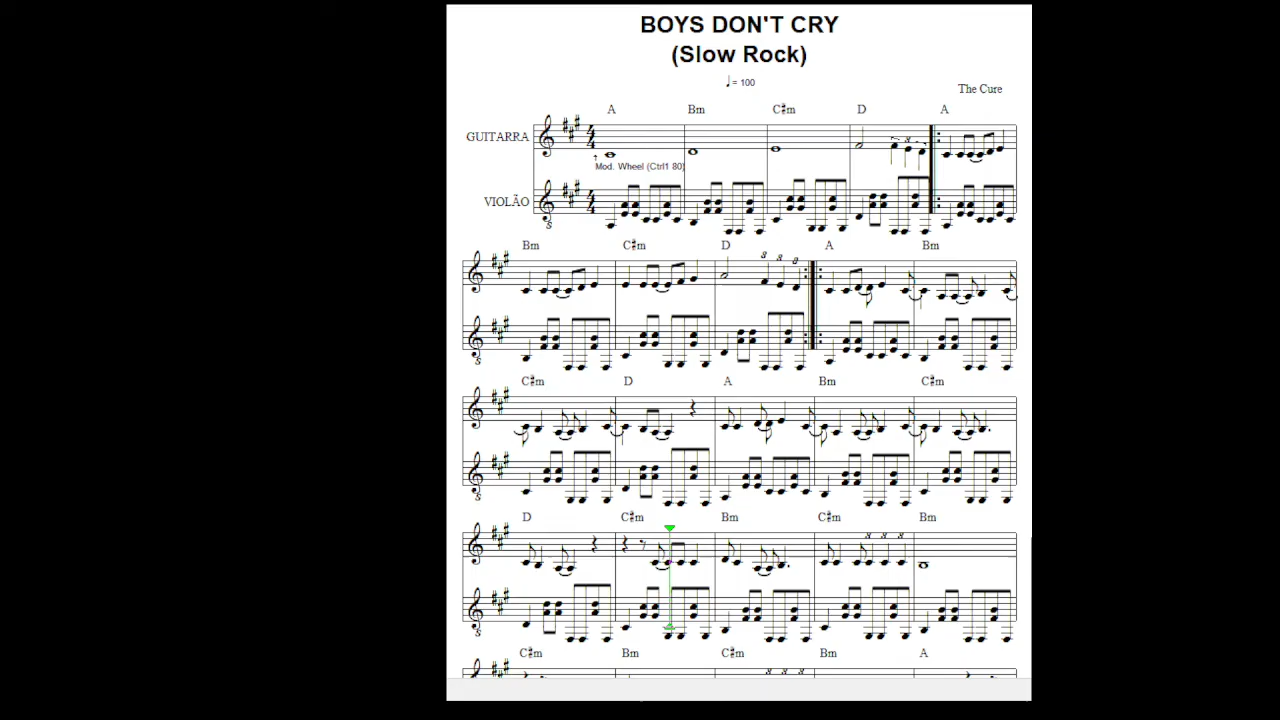 BOYS DON'T CRY
(Slow Rock)
♩ = 100
The Cure
A Bm C#m D A
GUITARRA
Mod. Wheel (Ctrl1 80)
VIOLÃO
Bm C#m D A Bm
C#m D A Bm C#m
D C#m Bm C#m Bm
C#m Bm C#m Bm A